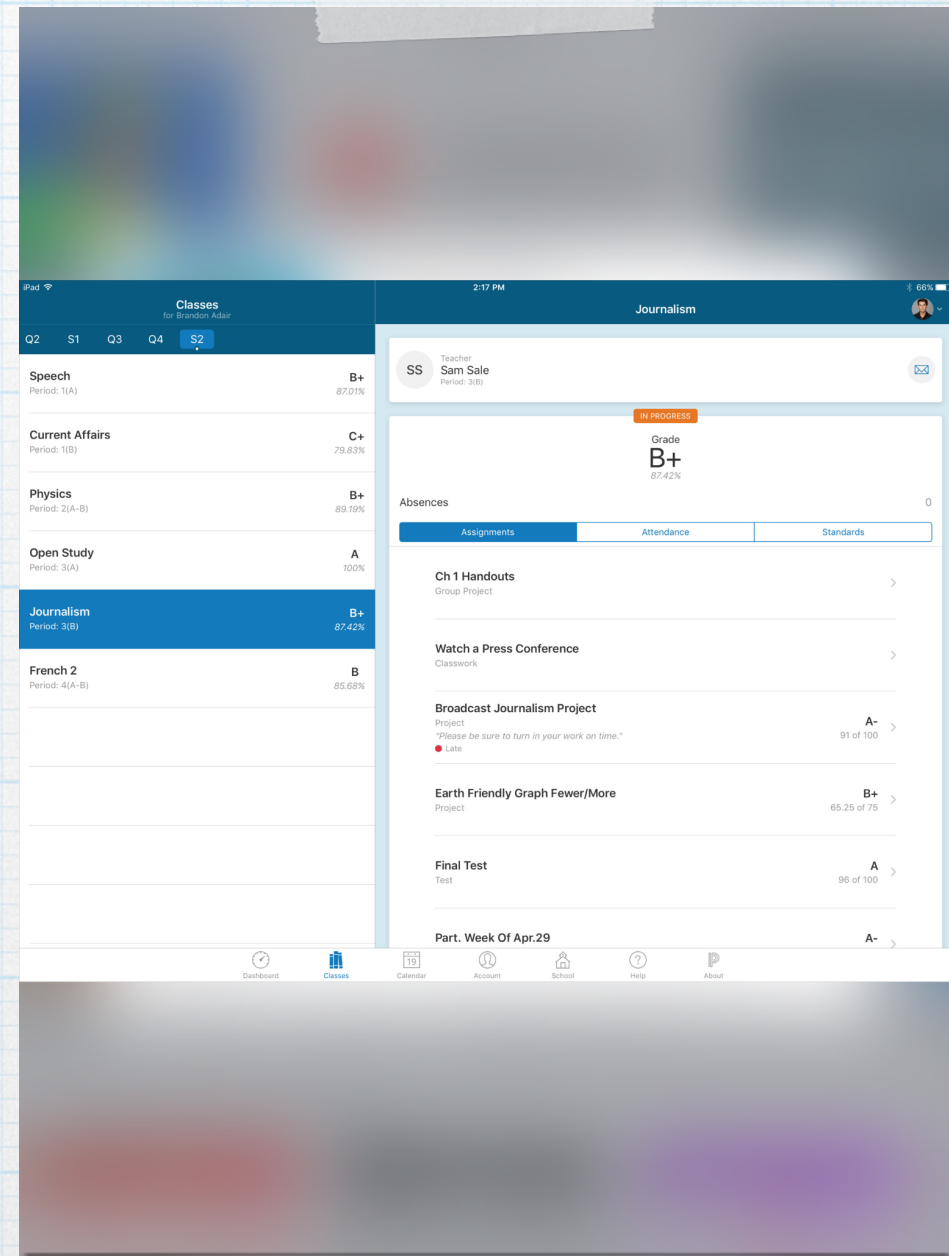 iPad 2:17 PM 66%
Classes
for Brandon Adair
Q2 S1 Q3 Q4 S2
Speech B+
Period: 1(A) 87.01%
Current Affairs C+
Period: 1(B) 79.83%
Physics B+
Period: 2(A-B) 89.19%
Open Study A
Period: 3(A) 100%
Journalism B+
Period: 3(B) 87.42%
French 2 B
Period: 4(A-B) 85.68%
Journalism
SS
Teacher
Sam Sale
Period: 3(B)
IN PROGRESS
Grade
B+
87.42%
Absences 0
Assignments Attendance Standards
Ch 1 Handouts
Group Project
Watch a Press Conference
Classwork
Broadcast Journalism Project
Project A-
"Please be sure to turn in your work on time." 91 of 100
Late
Earth Friendly Graph Fewer/More B+
Project 65.25 of 75
Final Test A
Test 96 of 100
Part. Week Of Apr.29 A-
19
Dashboard Classes Calendar Account School Help About